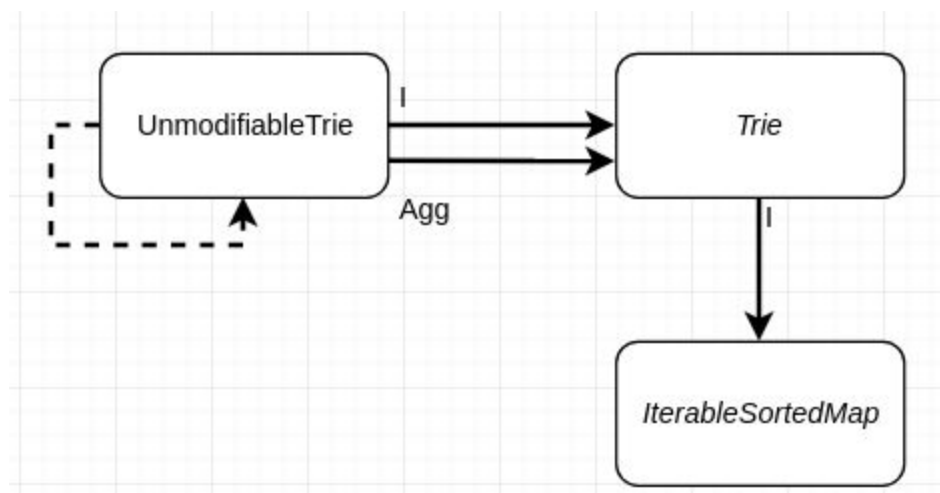 UnmodifiableTrie
I
Agg
Trie
I
IterableSortedMap